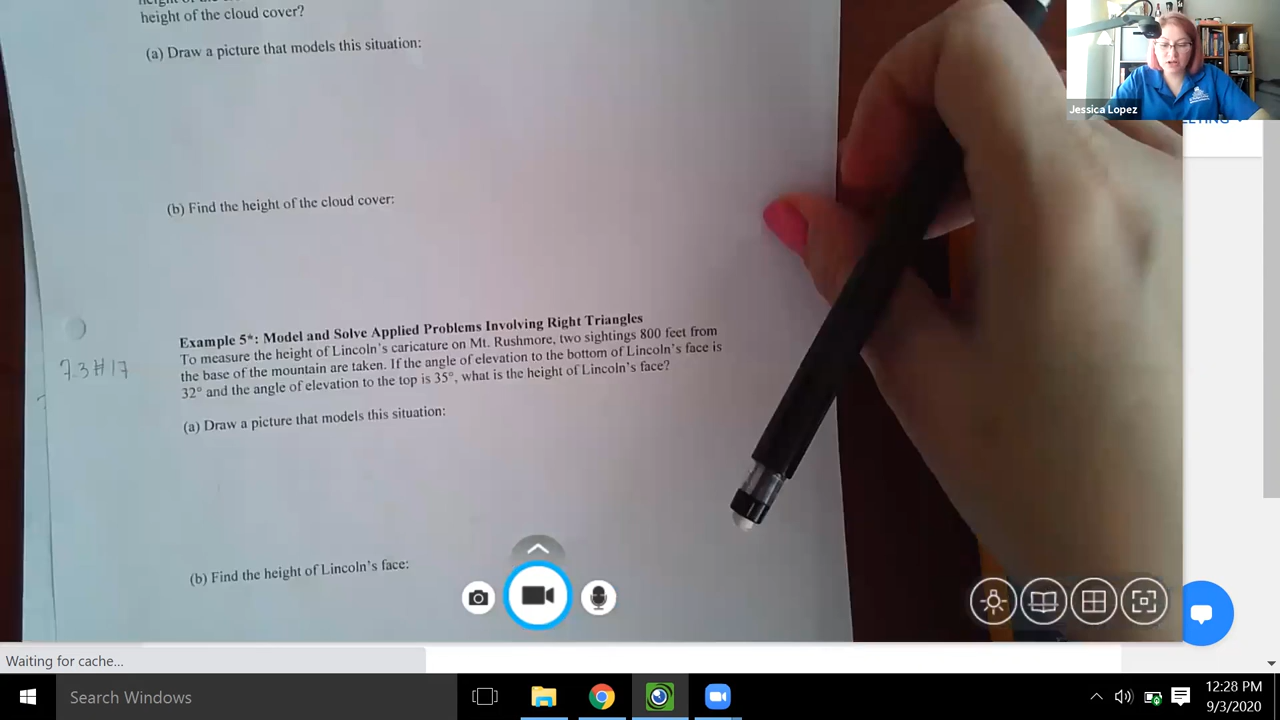 height of the cloud cover?
(a) Draw a picture that models this situation:
(b) Find the height of the cloud cover:
Example 5*: Model and Solve Applied Problems Involving Right Triangles
To measure the height of Lincoln's caricature on Mt. Rushmore, two sightings 800 feet from
the base of the mountain are taken. If the angle of elevation to the bottom of Lincoln's face is
32° and the angle of elevation to the top is 35°, what is the height of Lincoln's face?
7.3 # 17
(a) Draw a picture that models this situation:
(b) Find the height of Lincoln's face:
Jessica Lopez
Waiting for cache...
Search Windows
12:28 PM
9/3/2020